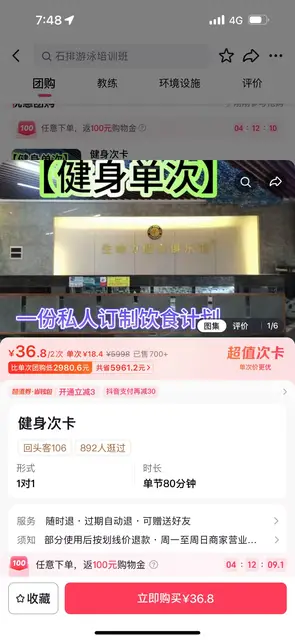 7:48
4G
69
石排游泳培训班
团购
教练
环境设施
评价
100
任意下单，返100元购物金
04:12:10
健身次卡
【健身单次】
一份私人订制饮食计划
图集
评价
1/6
¥36.8/2次 单次¥18.4 ¥5998 已售700+
比单次团购低2980.6元
共省5961.2元
超值次卡
单次价更优
开通立减3
抖音支付再减30
健身次卡
回头客106
892人逛过
形式
时长
1对1
单节80分钟
服务 随时退·过期自动退·可赠送好友
须知 部分使用后按划线价退款·周一至周日商家营业...
100
任意下单，返100元购物金
04:12:09.1
收藏
立即购买¥36.8